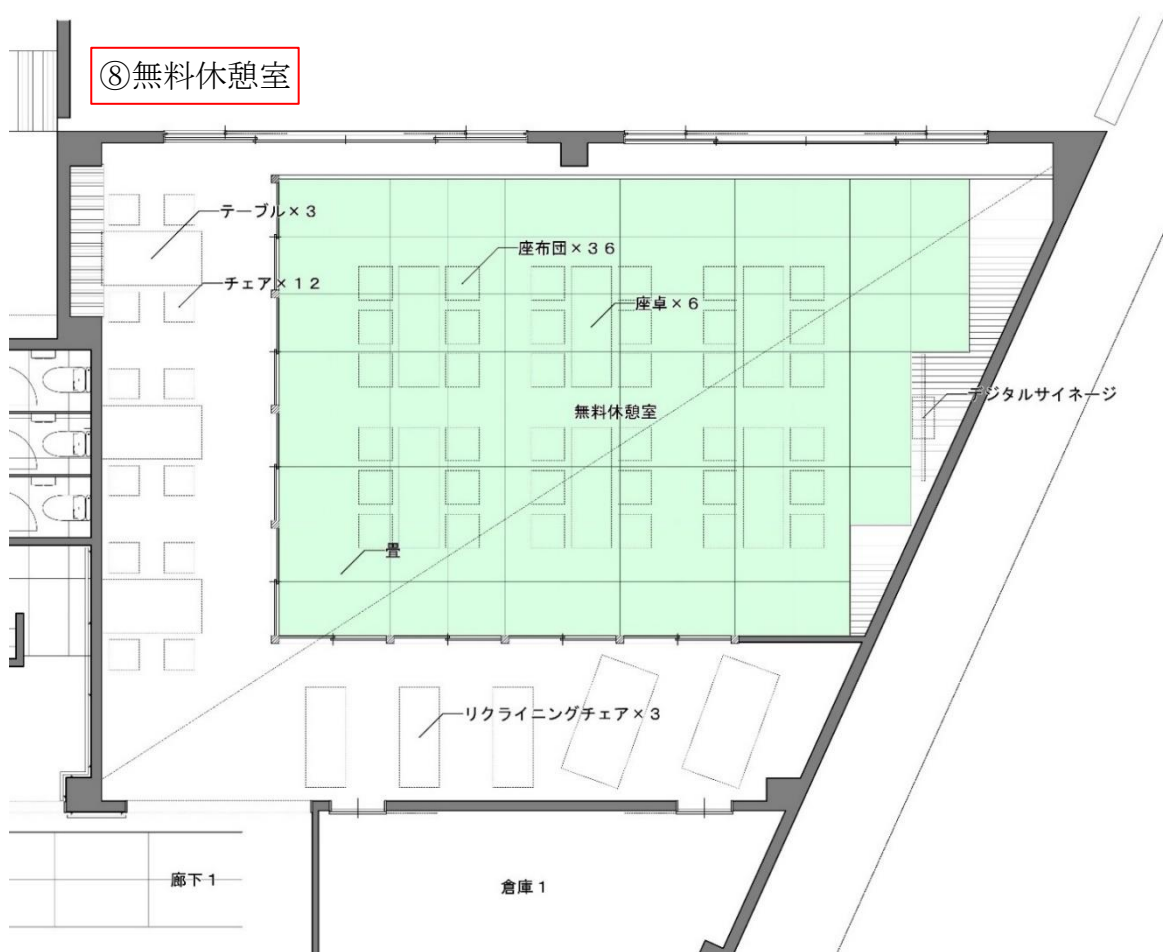 ⑧無料休憩室
テーブル×3
座布団×36
チェア×12
座卓×6
デジタルサイネージ
無料休憩室
畳
リクライニングチェア×3
廊下1
倉庫1